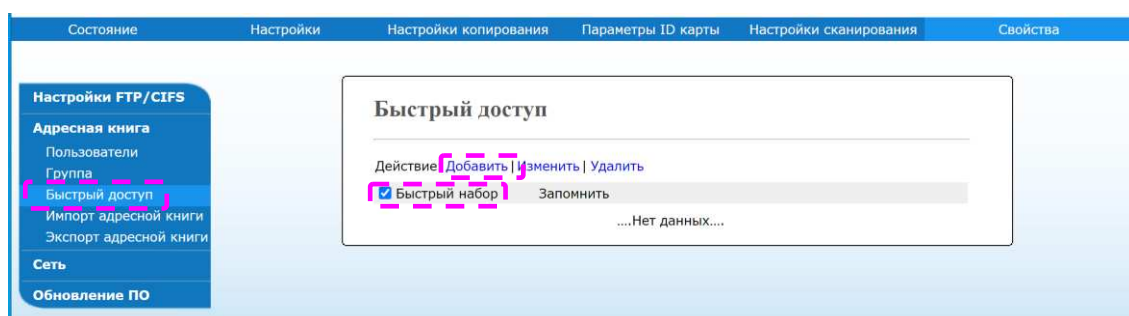 Состояние Настройки Настройки копирования Параметры ID карты Настройки сканирования Свойства
Настройки FTP/CIFS
Адресная книга
Пользователи
Группа
Быстрый доступ
Импорт адресной книги
Экспорт адресной книги
Сеть
Обновление ПО
Быстрый доступ
Действие: Добавить | Изменить | Удалить
Быстрый набор Запомнить
....Нет данных....